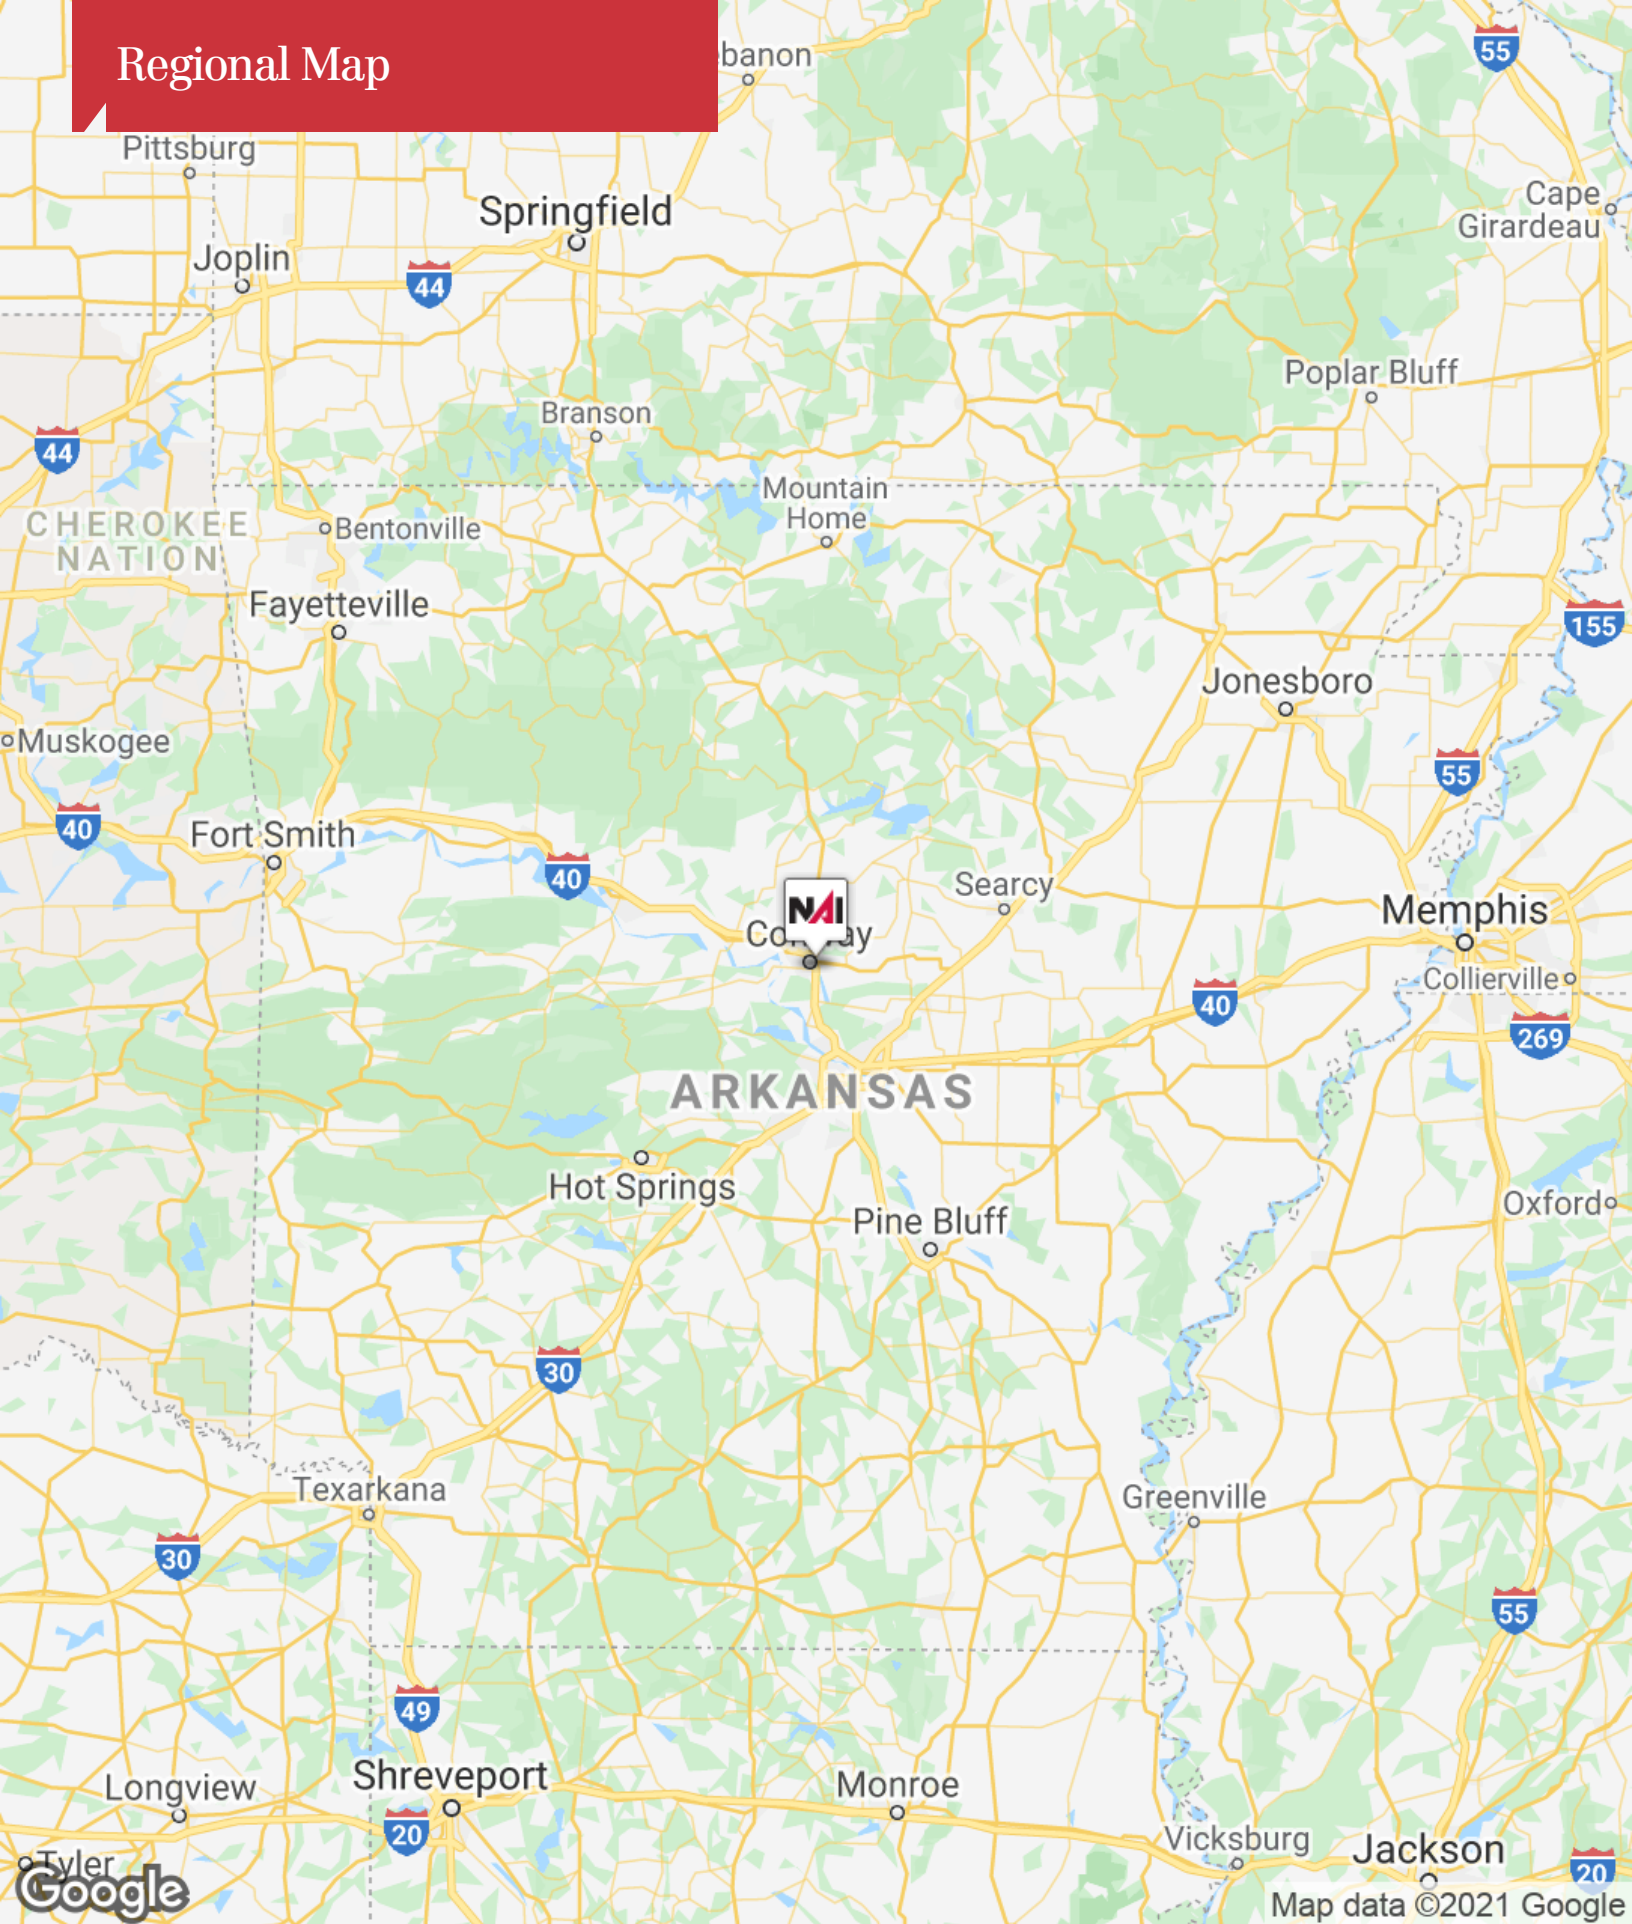 Regional Map
banon
55
Pittsburg
Cape
Girardeau
Springfield
Joplin
44
Poplar Bluff
Branson
44
Mountain
Home
CHEROKEE
NATION
Bentonville
Fayetteville
155
Jonesboro
Muskogee
55
40
Fort Smith
40
Searcy
NAI
Memphis
Collierville
40
269
ARKANSAS
Hot Springs
Oxford
Pine Bluff
30
Texarkana
Greenville
30
55
49
Shreveport
Longview
Monroe
20
Vicksburg
Jackson
Tyler
20
Google
Map data ©2021 Google